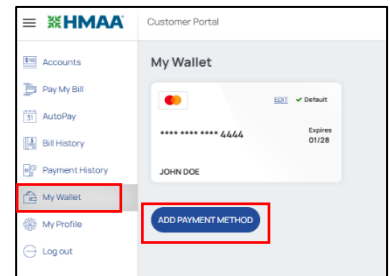 HMAA
Customer Portal
Accounts
Pay My Bill
31 AutoPay
Bill History
Payment History
My Wallet
My Profile
Log out
My Wallet
EDIT ✔ Default
**** **** **** 4444
Expires
01/28
JOHN DOE
ADD PAYMENT METHOD